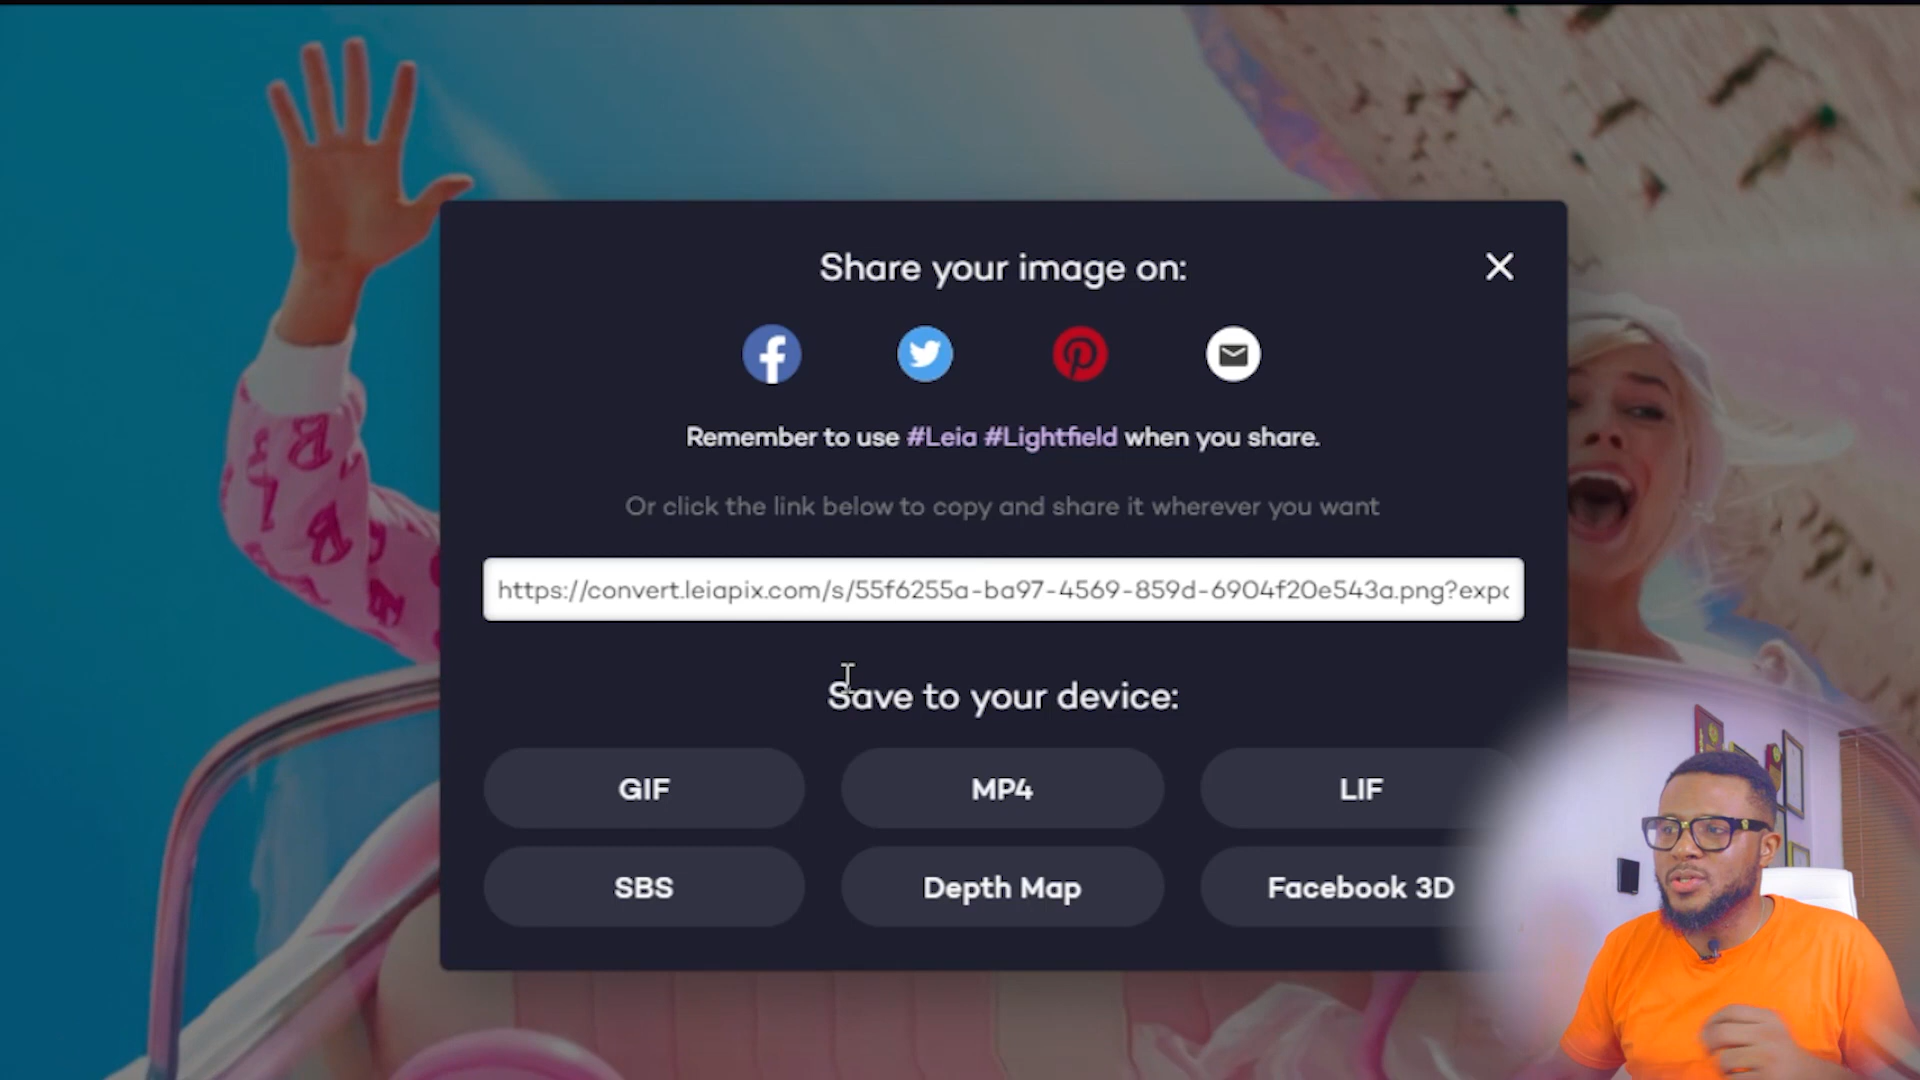 Share your image on:
Remember to use #Leia #Lightfield when you share.
Or click the link below to copy and share it wherever you want
https://convert.leiapix.com/s/55f6255a-ba97-4569-859d-6904f20e543a.png?expo
Save to your device:
GIF MP4 LIF
SBS Depth Map Facebook 3D